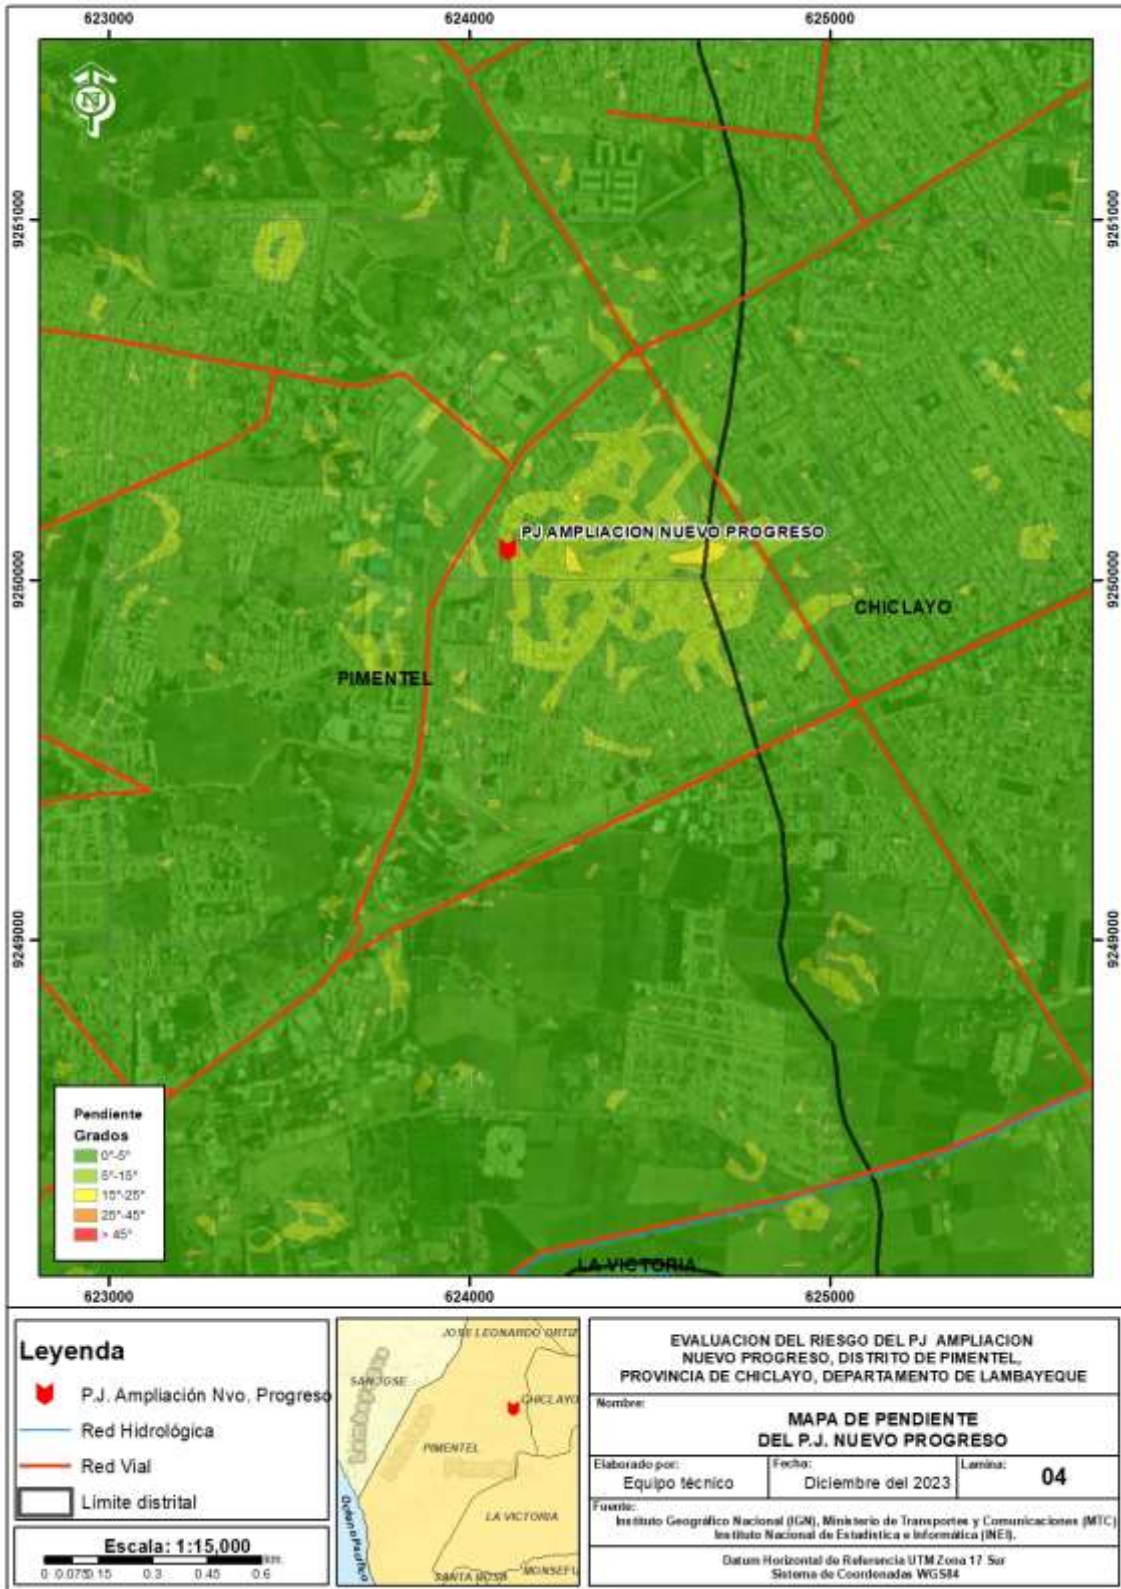 623000
624000
625000
N
9251000
9251000
PJ AMPLIACION NUEVO PROGRESO
9250000
9250000
CHICLAYO
PIMENTEL
9249000
9249000
Pendiente
Grados
0°-5°
5°-15°
15°-25°
25°-45°
> 45°
LA VICTORIA
623000
624000
625000
Leyenda
P.J. Ampliación Nvo. Progreso
Red Hidrológica
Red Vial
Limite distrital
Escala: 1:15,000
0 0.075 0.15 0.3 0.45 0.6
km
JOSE LEONARDO ORTIZ
SAN JOSE
CHICLAYO
PIMENTEL
LA VICTORIA
Océano Pacífico
SANTA ROSA
MONSEFU
EVALUACION DEL RIESGO DEL PJ AMPLIACION
NUEVO PROGRESO, DISTRITO DE PIMENTEL,
PROVINCIA DE CHICLAYO, DEPARTAMENTO DE LAMBAYEQUE
Nombre:
MAPA DE PENDIENTE
DEL P.J. NUEVO PROGRESO
Elaborado por:
Equipo técnico
Fecha:
Diciembre del 2023
Lamina:
04
Fuente:
Instituto Geográfico Nacional (IGN), Ministerio de Transportes y Comunicaciones (MTC)
Instituto Nacional de Estadística e Informática (INEI).
Datum Horizontal de Referencia UTM Zona 17 Sur
Sistema de Coordenadas WGS84